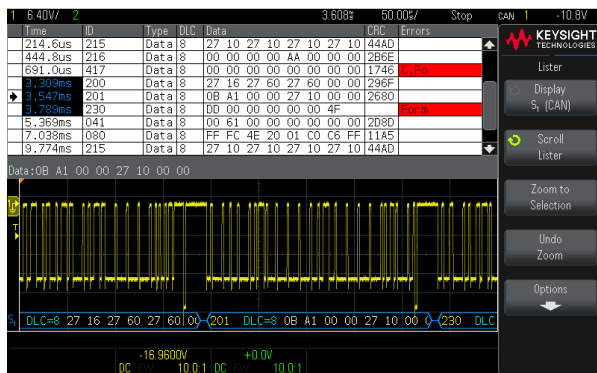 1 6.40V/ 2 3.608s 50.00%/ Stop CAN 1 -10.8V
Time ID Type DLC Data CRC Errors
214.6us 215 Data 8 27 10 27 10 27 10 27 10 44AD
444.8us 216 Data 8 00 00 00 00 AA 00 00 00 2B6E
691.0us 417 Data 8 00 00 00 00 00 00 00 00 1746 C,Fo
3.309ms 200 Data 8 27 16 27 60 27 60 00 00 296F
3.547ms 201 Data 8 0B A1 00 00 27 10 00 00 2680
3.789ms 230 Data 8 DD 00 00 00 00 00 4F Form
5.369ms 041 Data 8 00 61 00 00 00 00 00 00 2D8D
7.038ms 080 Data 8 FF FC 4E 20 01 C0 C6 FF 11A5
9.774ms 215 Data 8 27 10 27 10 27 10 27 10 44AD
Data:0B A1 00 00 27 10 00 00
T
S₁ DLC=8 27 16 27 60 27 60 00 201 DLC=8 0B A1 00 00 27 10 00 230 DLC
-16.9600V +0.0V
DC BW 10.0:1 DC BW 10.0:1
KEYSIGHT
TECHNOLOGIES
Lister
Display
S₁ (CAN)
Scroll
Lister
Zoom to
Selection
Undo
Zoom
Options